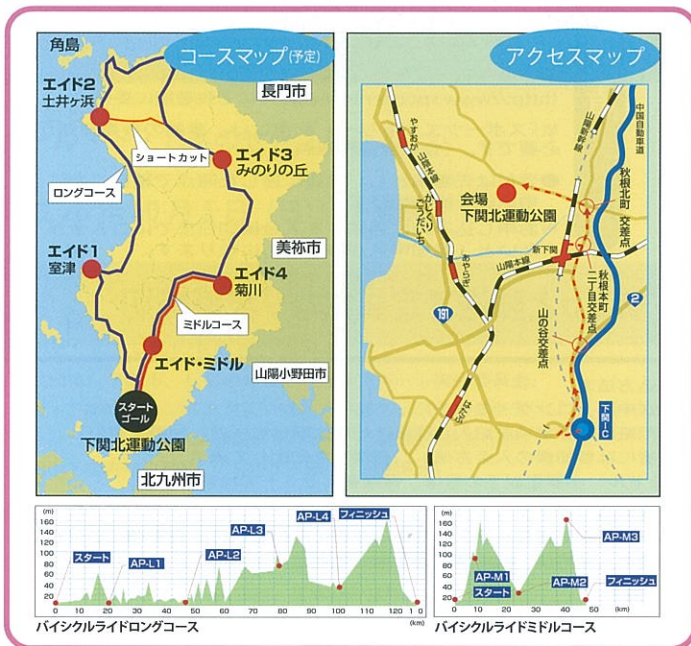 コースマップ(予定)
角島
長門市
エイド2
土井ヶ浜
ショートカット
エイド3
みのりの丘
ロングコース
美祢市
エイド1
室津
エイド4
菊川
ミドルコース
エイド・ミドル
山陽小野田市
スタート
ゴール
下関北運動公園
北九州市
アクセスマップ
中国自動車道
山陽新幹線
やすおか
山陰本線
秋根北町 交差点
会場
下関北運動公園
かじくり
こうだいち
新下関
あやらぎ
山陽本線
秋根本町
二丁目交差点
2
191
山の谷交差点
はたぶ
下関IC
(m)
160
140
120
100
80
60
40
20
スタート
AP-L1
AP-L2
AP-L3
AP-L4
フィニッシュ
0 10 20 30 40 50 60 70 80 90 100 110 120 1 0
(km)
バイシクルライドロングコース
(m)
160
140
120
100
80
60
40
20
AP-M3
AP-M1
スタート
AP-M2
フィニッシュ
0 10 20 30 40 50
(km)
バイシクルライドミドルコース